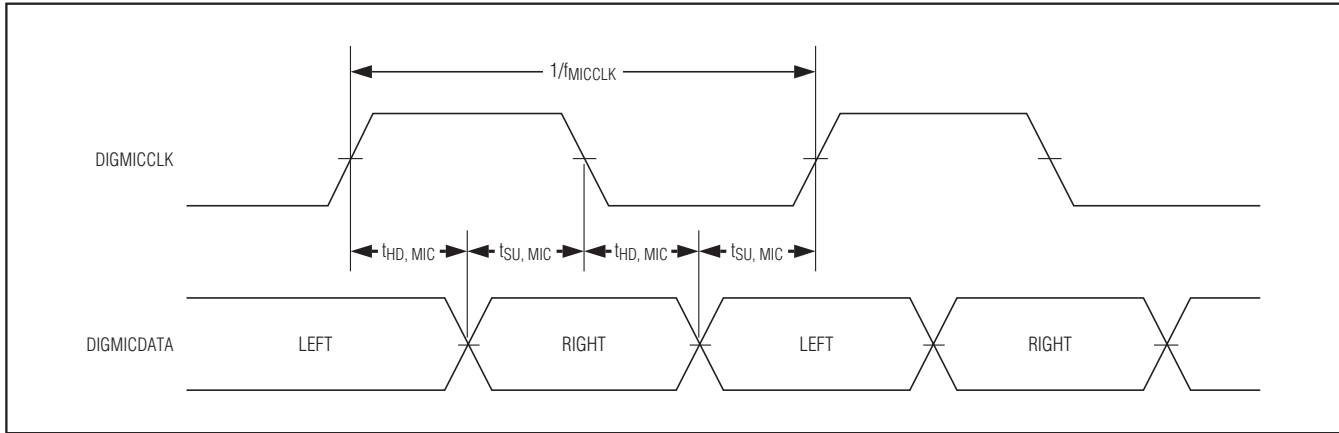 1/fMICCLK
DIGMICCLK
tHD, MIC tSU, MIC tHD, MIC tSU, MIC
DIGMICDATA LEFT RIGHT LEFT RIGHT